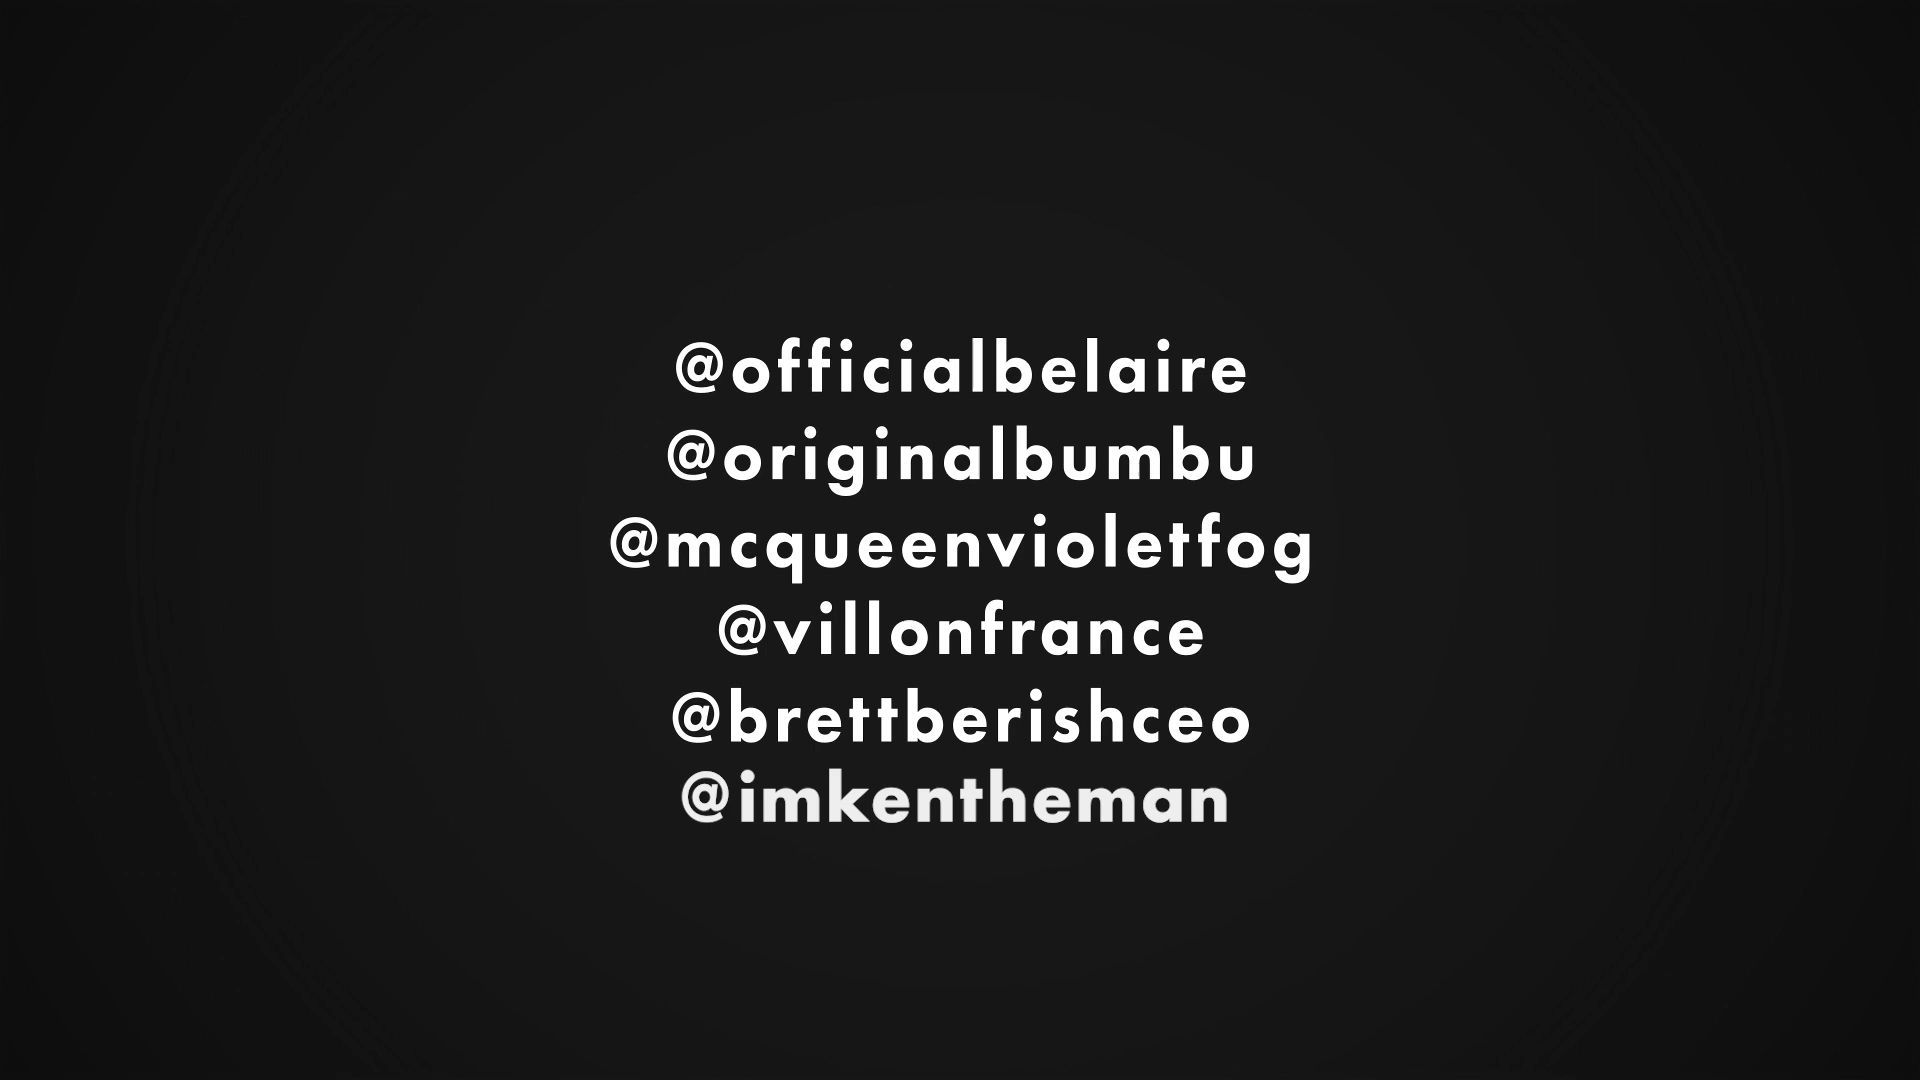 @officialbelaire
@originalbumbu
@mcqueenvioletfog
@villonfrance
@brettberishceo
@imkentheman